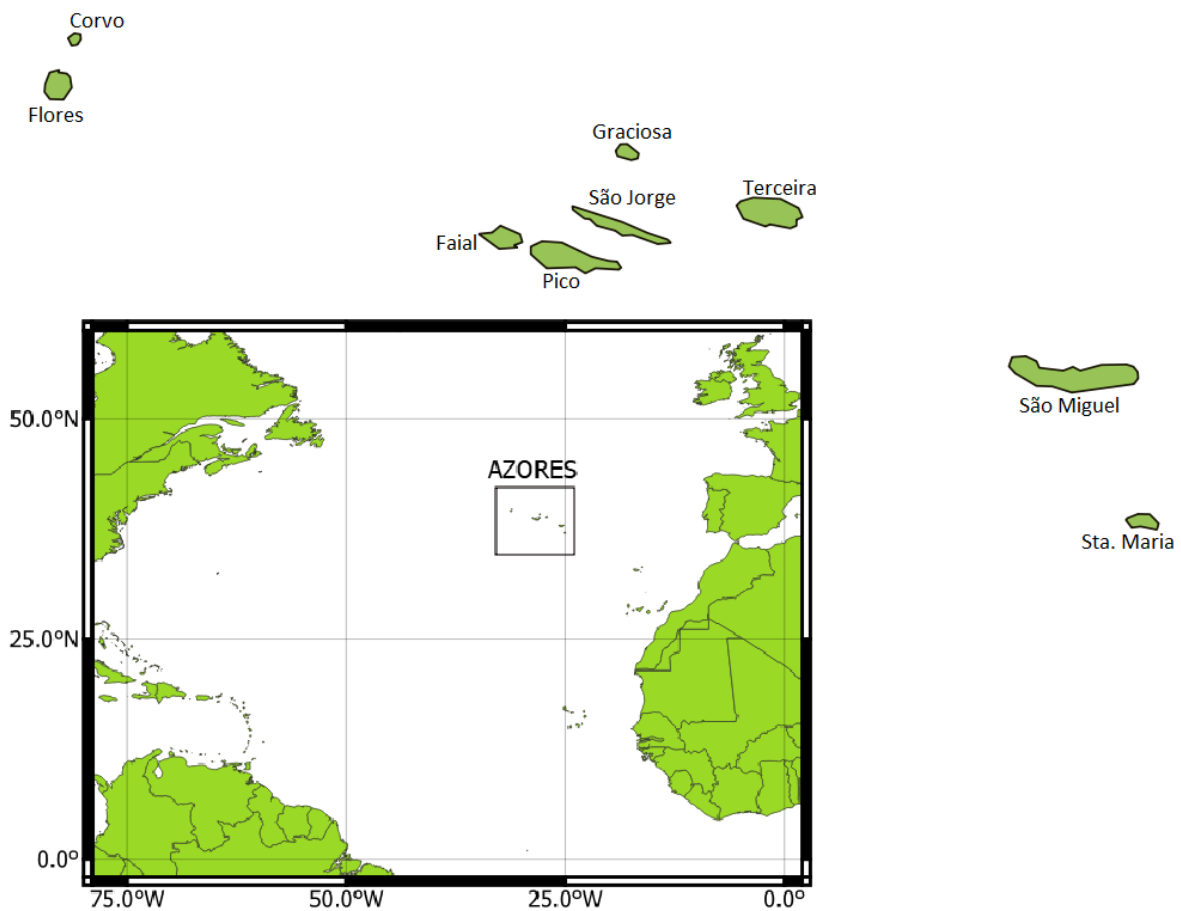 Corvo
Flores
Graciosa
Terceira
São Jorge
Faial
Pico
São Miguel
50.0°N
AZORES
Sta. Maria
25.0°N
0.0°
75.0°W
50.0°W
25.0°W
0.0°